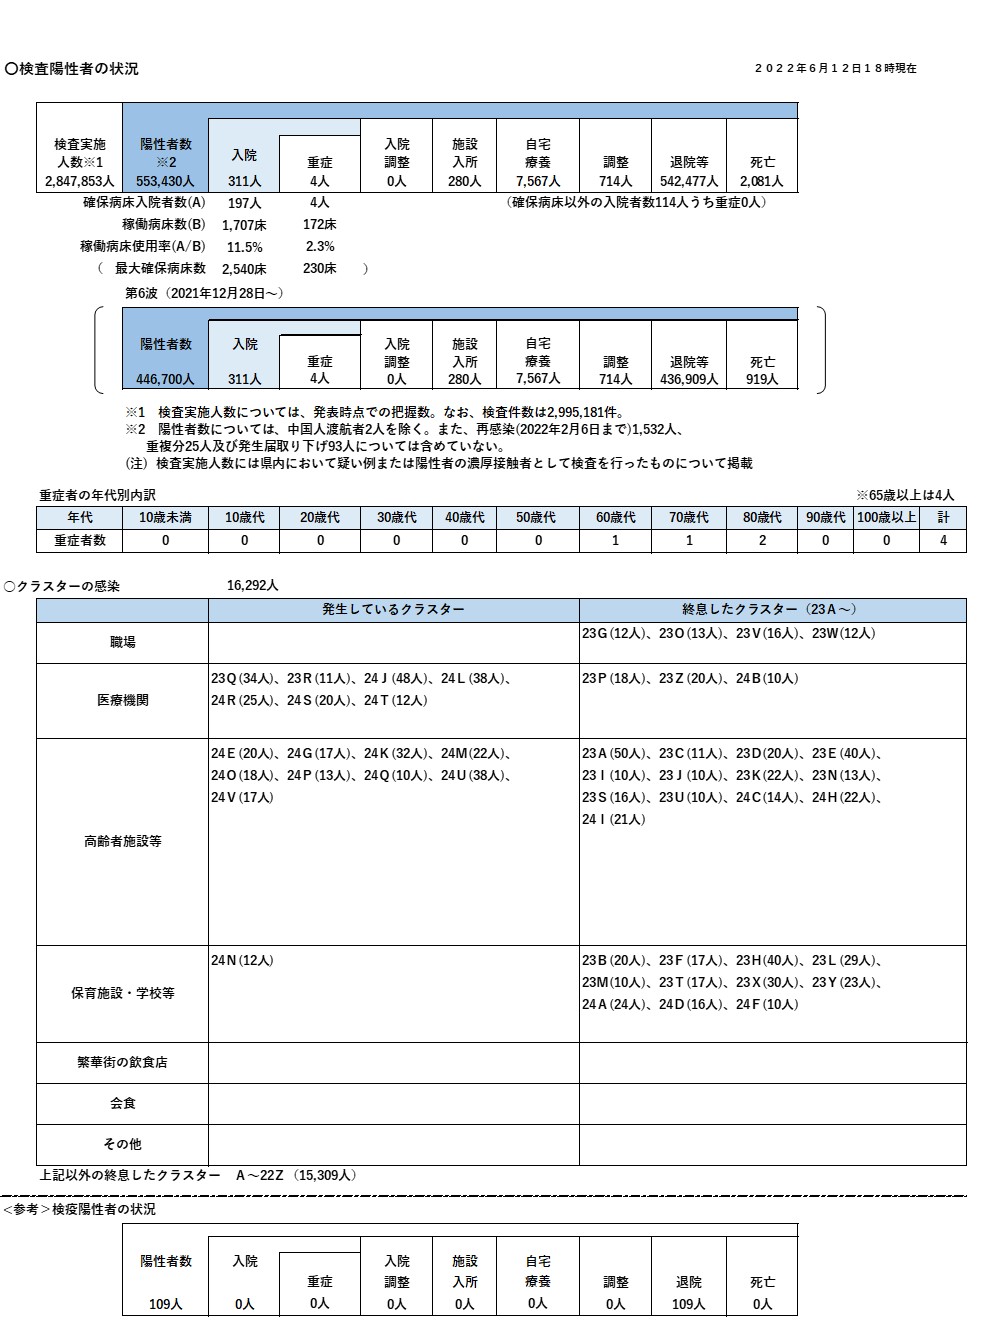 〇検査陽性者の状況
２０２２年６月１２日１８時現在
検査実施 陽性者数 入院 施設 自宅
人数※1 ※2 入院 重症 調整 入所 療養 調整 退院等 死亡
2,847,853人 553,430人 311人 4人 0人 280人 7,567人 714人 542,477人 2,081人
確保病床入院者数(A) 197人 4人 （確保病床以外の入院者数114人うち重症0人）
稼働病床数(B) 1,707床 172床
稼働病床使用率(A/B) 11.5% 2.3%
（ 最大確保病床数 2,540床 230床 ）
第6波（2021年12月28日～）
陽性者数 入院 入院 施設 自宅
重症 調整 入所 療養 調整 退院等 死亡
446,700人 311人 4人 0人 280人 7,567人 714人 436,909人 919人
※1　検査実施人数については、発表時点での把握数。なお、検査件数は2,995,181件。
※2　陽性者数については、中国人渡航者2人を除く。また、再感染(2022年2月6日まで)1,532人、
重複分25人及び発生届取り下げ93人については含めていない。
(注)　検査実施人数には県内において疑い例または陽性者の濃厚接触者として検査を行ったものについて掲載
重症者の年代別内訳 ※65歳以上は4人
年代 10歳未満 10歳代 20歳代 30歳代 40歳代 50歳代 60歳代 70歳代 80歳代 90歳代 100歳以上 計
重症者数 0 0 0 0 0 0 1 1 2 0 0 4
〇クラスターの感染 16,292人
発生しているクラスター 終息したクラスター（23Ａ～）
職場 23Ｇ(12人)、23Ｏ(13人)、23Ｖ(16人)、23Ｗ(12人)
医療機関 23Ｑ(34人)、23Ｒ(11人)、24Ｊ(48人)、24Ｌ(38人)、
24Ｒ(25人)、24Ｓ(20人)、24Ｔ(12人)
23Ｐ(18人)、23Ｚ(20人)、24Ｂ(10人)
高齢者施設等 24Ｅ(20人)、24Ｇ(17人)、24Ｋ(32人)、24Ｍ(22人)、
24Ｏ(18人)、24Ｐ(13人)、24Ｑ(10人)、24Ｕ(38人)、
24Ｖ(17人)
23Ａ(50人)、23Ｃ(11人)、23Ｄ(20人)、23Ｅ(40人)、
23Ｉ(10人)、23Ｊ(10人)、23Ｋ(22人)、23Ｎ(13人)、
23Ｓ(16人)、23Ｕ(10人)、24Ｃ(14人)、24Ｈ(22人)、
24Ｉ(21人)
保育施設・学校等 24Ｎ(12人)
23Ｂ(20人)、23Ｆ(17人)、23Ｈ(40人)、23Ｌ(29人)、
23Ｍ(10人)、23Ｔ(17人)、23Ｘ(30人)、23Ｙ(23人)、
24Ａ(24人)、24Ｄ(16人)、24Ｆ(10人)
繁華街の飲食店
会食
その他
上記以外の終息したクラスター　Ａ～22Ｚ（15,309人）
＜参考＞検疫陽性者の状況
陽性者数 入院 入院 施設 自宅
重症 調整 入所 療養 調整 退院 死亡
109人 0人 0人 0人 0人 0人 0人 109人 0人